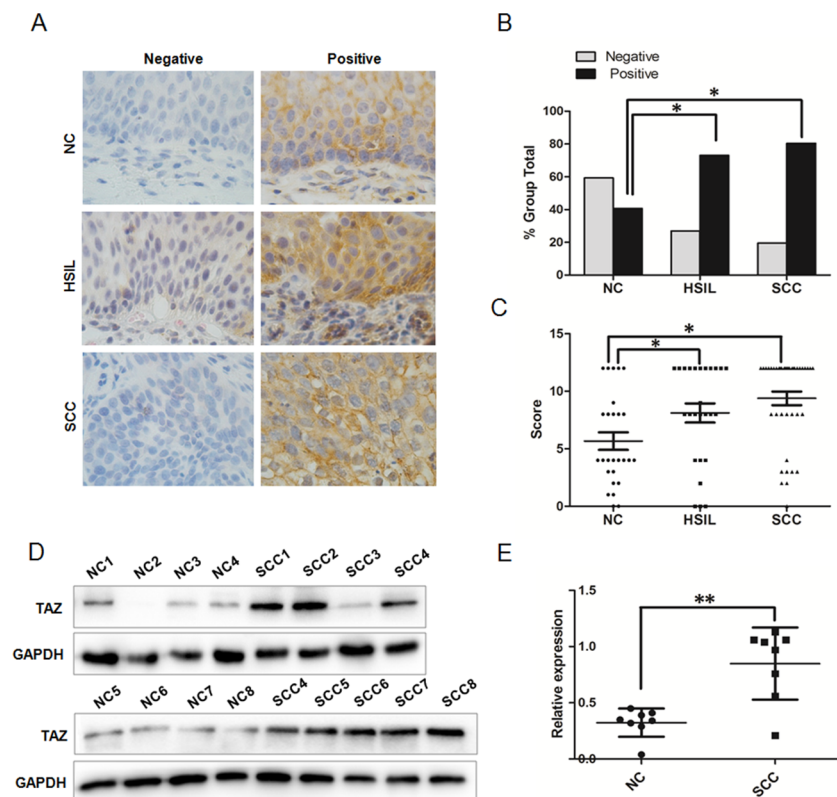 A
Negative Positive
NC
HSIL
SCC
B
Negative
Positive
* *
100
80
60
40
20
0
% Group Total
NC HSIL SCC
C
* *
15
10
5
0
Score
NC HSIL SCC
D
NC1 NC2 NC3 NC4 SCC1 SCC2 SCC3 SCC4
TAZ
GAPDH
NC5 NC6 NC7 NC8 SCC4 SCC5 SCC6 SCC7 SCC8
TAZ
GAPDH
E
**
1.5
1.0
0.5
0.0
Relative expression
NC SCC